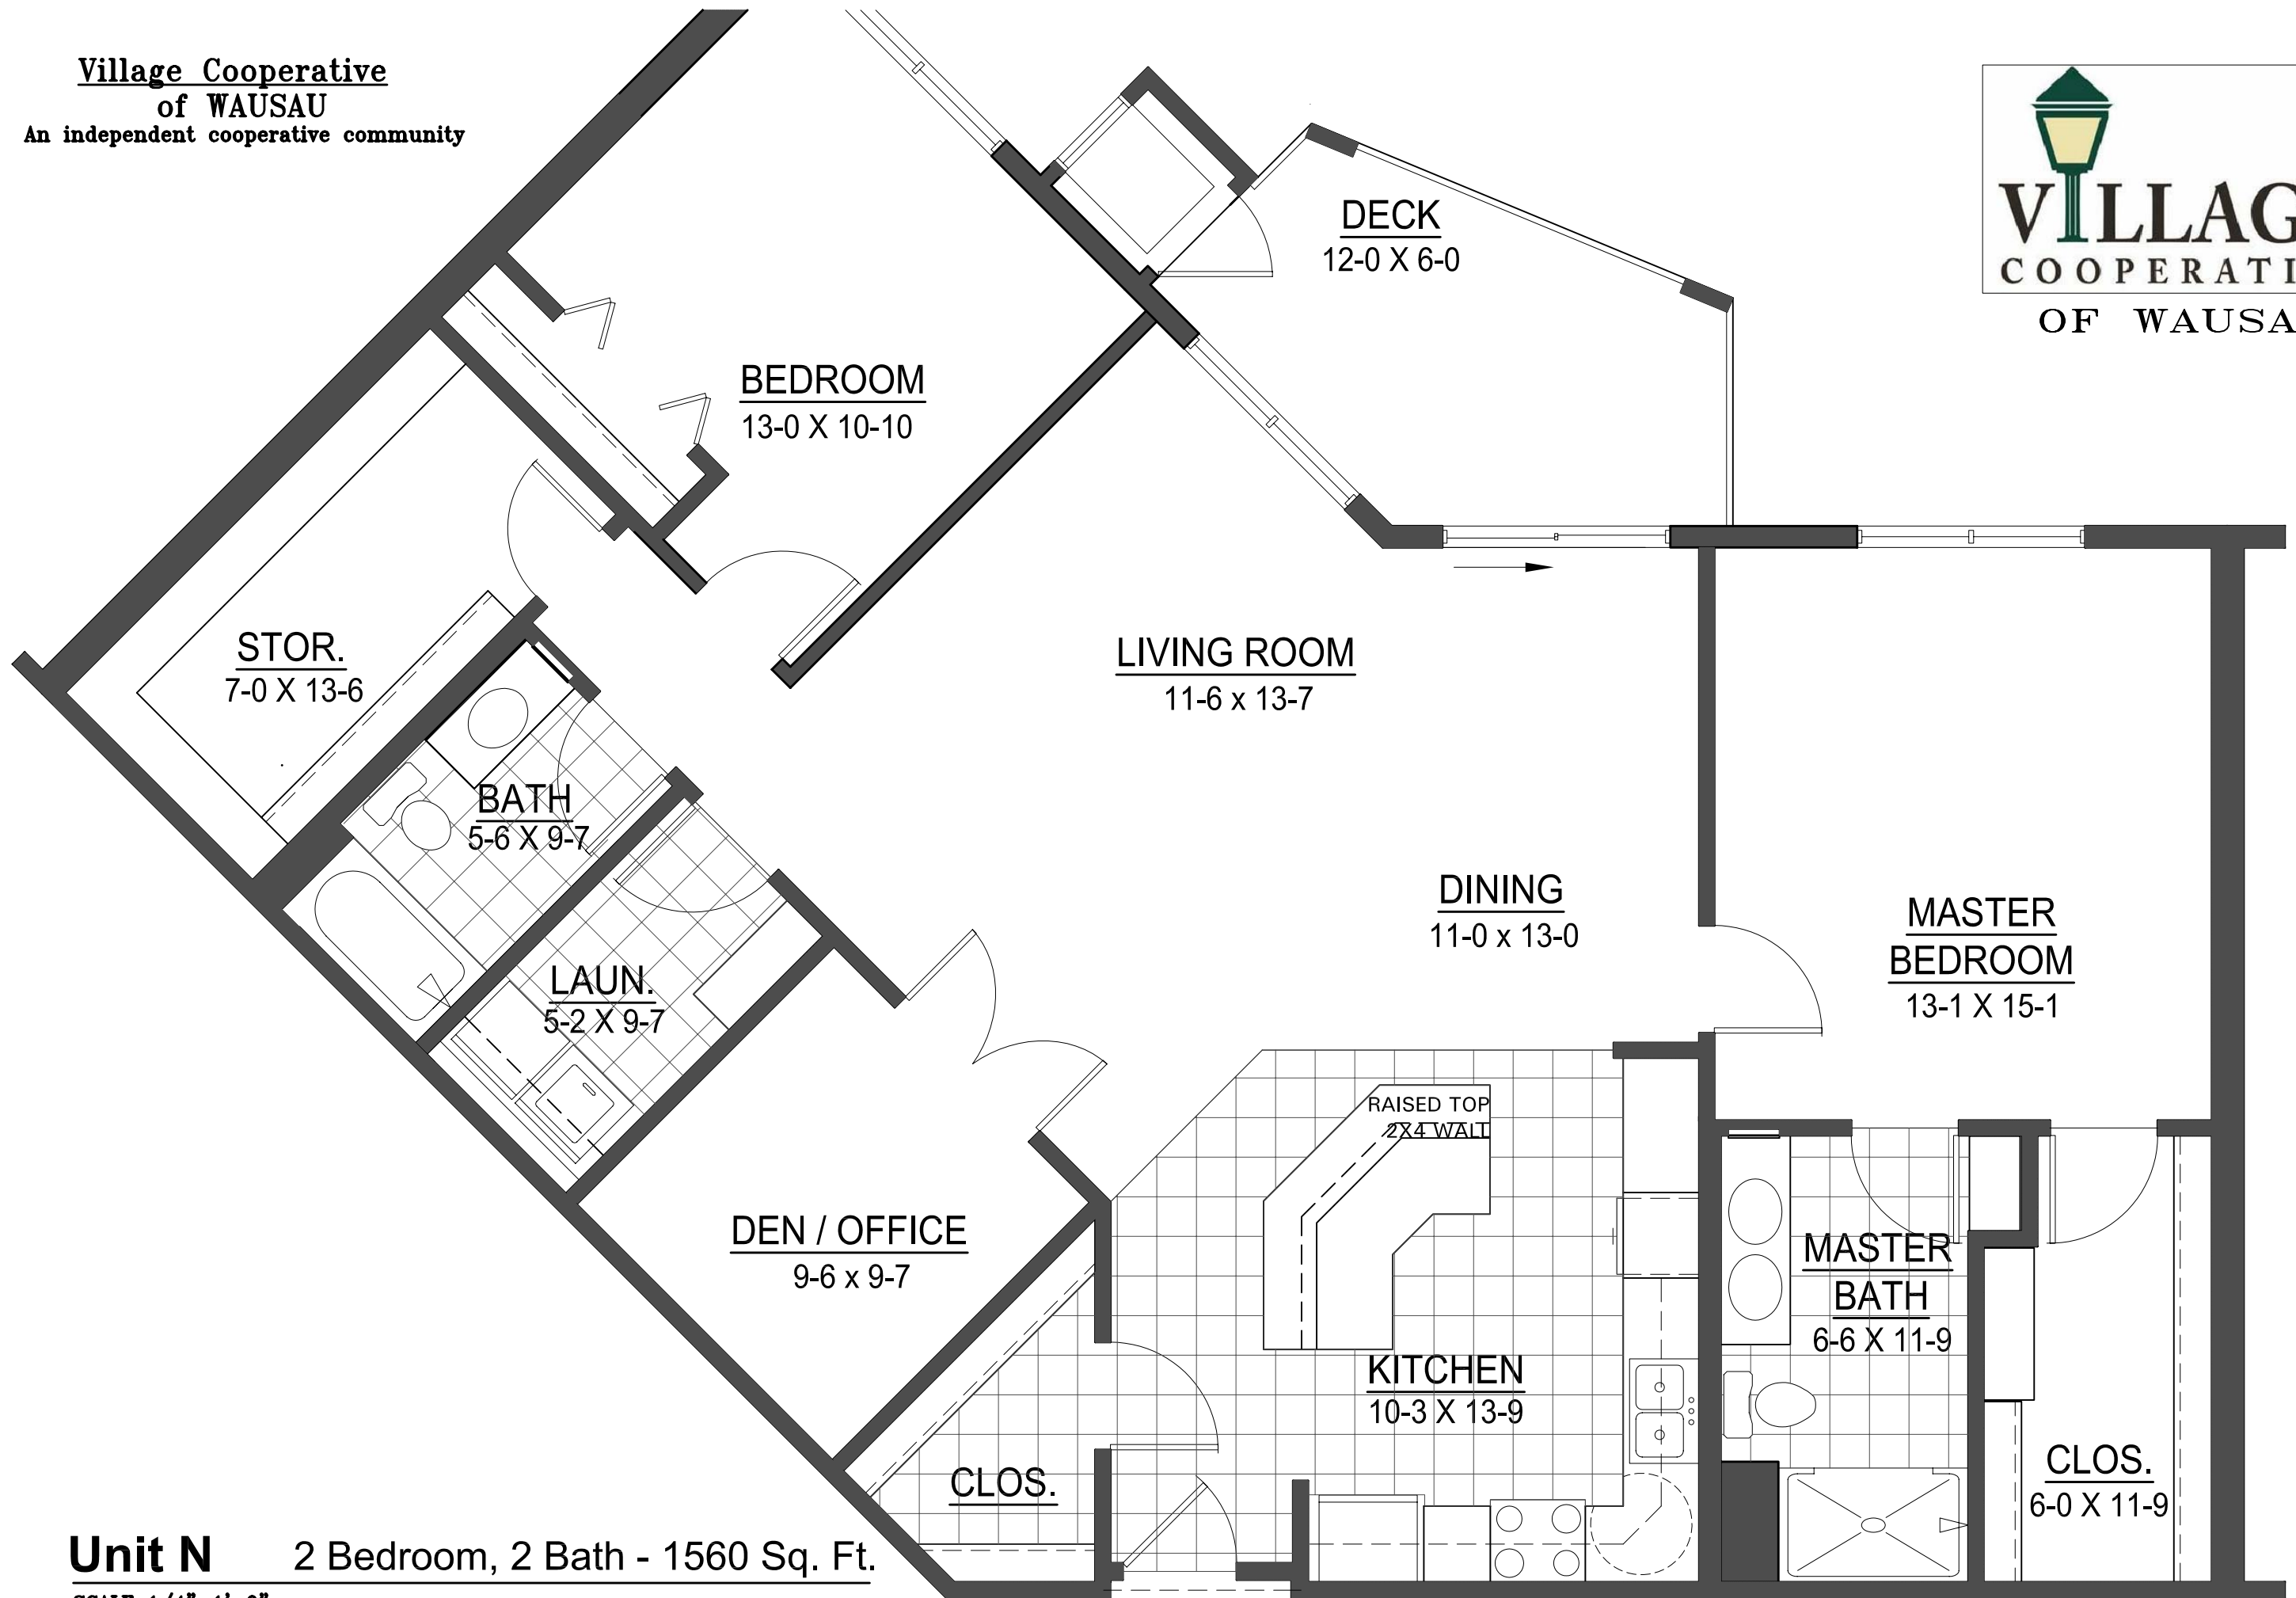 Village Cooperative
of WAUSAU
An independent cooperative community
VILLAG
COOPERATI
OF WAUSA
DECK
12-0 X 6-0
BEDROOM
13-0 X 10-10
STOR.
7-0 X 13-6
LIVING ROOM
11-6 x 13-7
BATH
5-6 X 9-7
DINING
11-0 x 13-0
MASTER
BEDROOM
13-1 X 15-1
LAUN.
5-2 X 9-7
RAISED TOP
2X4 WALL
DEN / OFFICE
9-6 x 9-7
MASTER
BATH
6-6 X 11-9
KITCHEN
10-3 X 13-9
CLOS.
CLOS.
6-0 X 11-9
Unit N 2 Bedroom, 2 Bath - 1560 Sq. Ft.